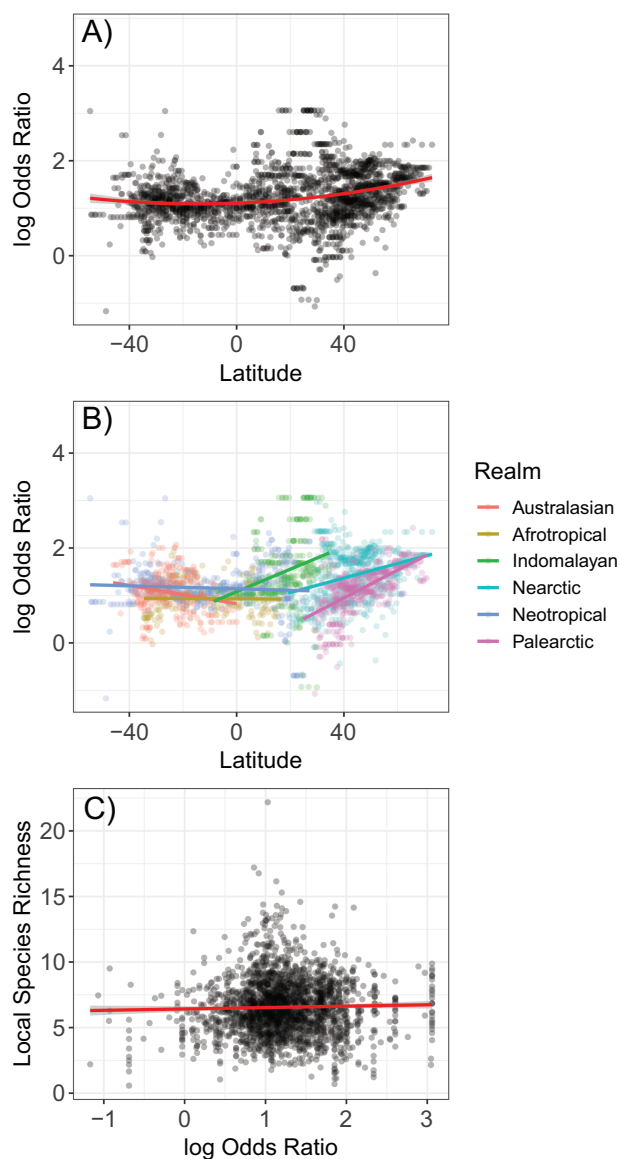 A)
log Odds Ratio
4
2
0
−40
0
40
Latitude
B)
log Odds Ratio
4
2
0
−40
0
40
Latitude
Realm
Australasian
Afrotropical
Indomalayan
Nearctic
Neotropical
Palearctic
C)
Local Species Richness
20
15
10
5
0
−1
0
1
2
3
log Odds Ratio